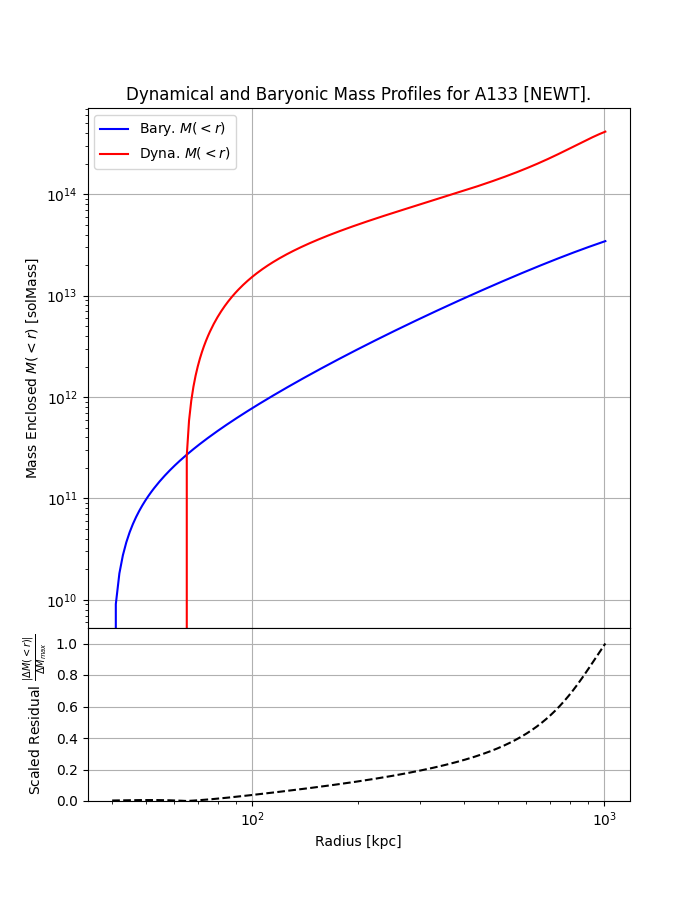 Dynamical and Baryonic Mass Profiles for A133 [NEWT].
Bary. M(< r)
Dyna. M(< r)
Mass Enclosed M(< r) [solMass]
10^14
10^13
10^12
10^11
10^10
Scaled Residual |ΔM(<r)|/ΔM_max
1.0
0.8
0.6
0.4
0.2
0.0
10^2 10^3
Radius [kpc]